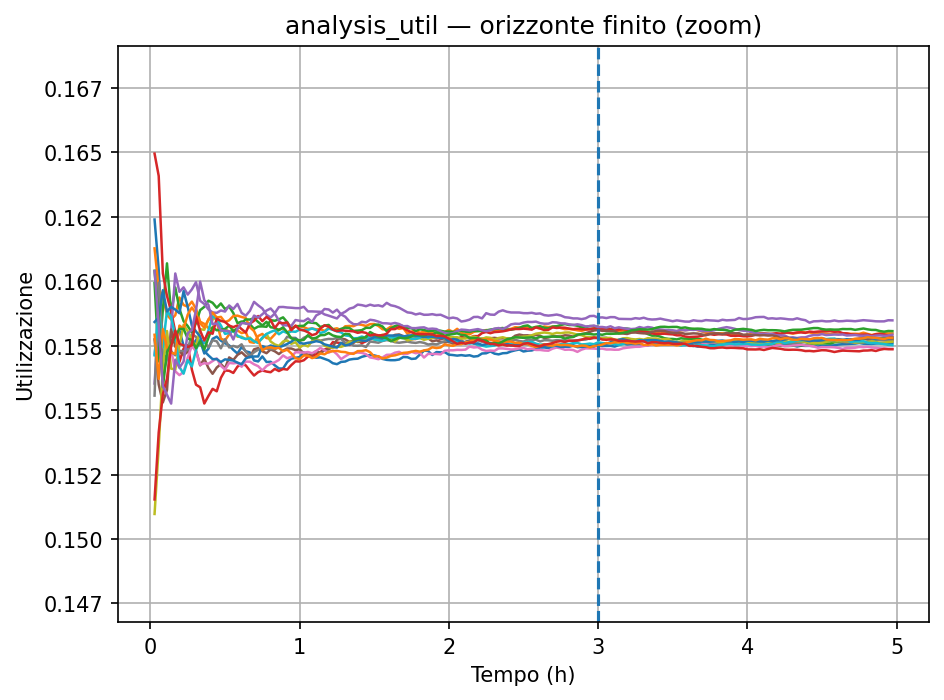 analysis_util — orizzonte finito (zoom)
Utilizzazione
0.167
0.165
0.162
0.160
0.158
0.155
0.152
0.150
0.147
0 1 2 3 4 5
Tempo (h)